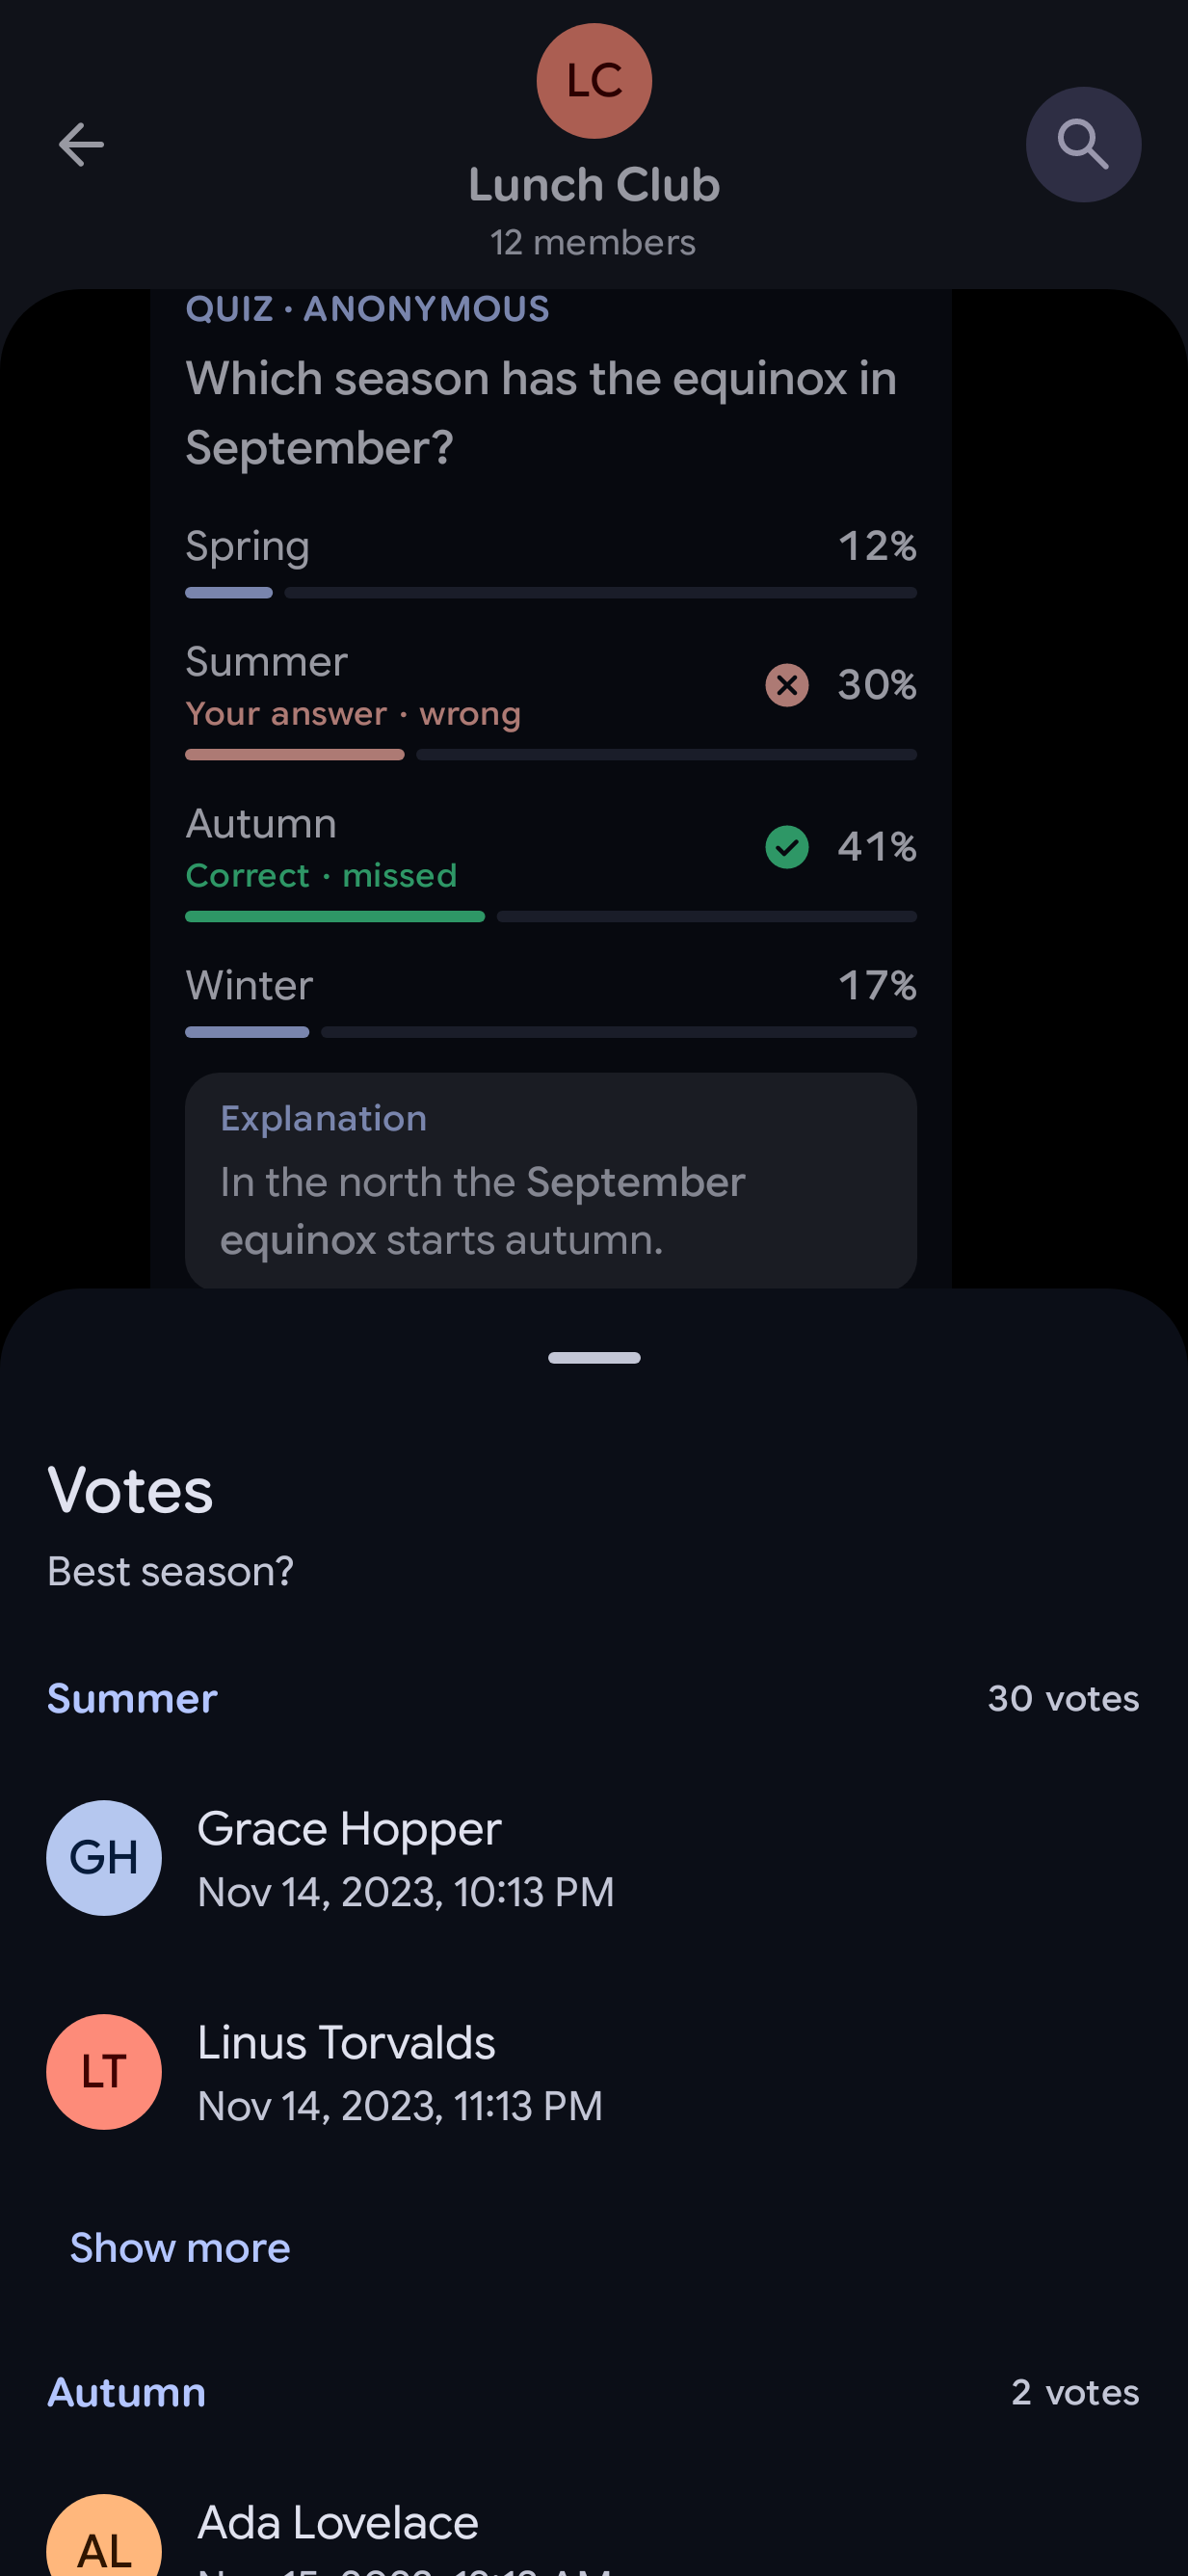 LC
Lunch Club
12 members
QUIZ · ANONYMOUS
Which season has the equinox in
September?
Spring 12%
Summer 30%
Your answer · wrong
Autumn 41%
Correct · missed
Winter 17%
Explanation
In the north the September
equinox starts autumn.
Votes
Best season?
Summer 30 votes
GH
Grace Hopper
Nov 14, 2023, 10:13 PM
LT
Linus Torvalds
Nov 14, 2023, 11:13 PM
Show more
Autumn 2 votes
AL
Ada Lovelace